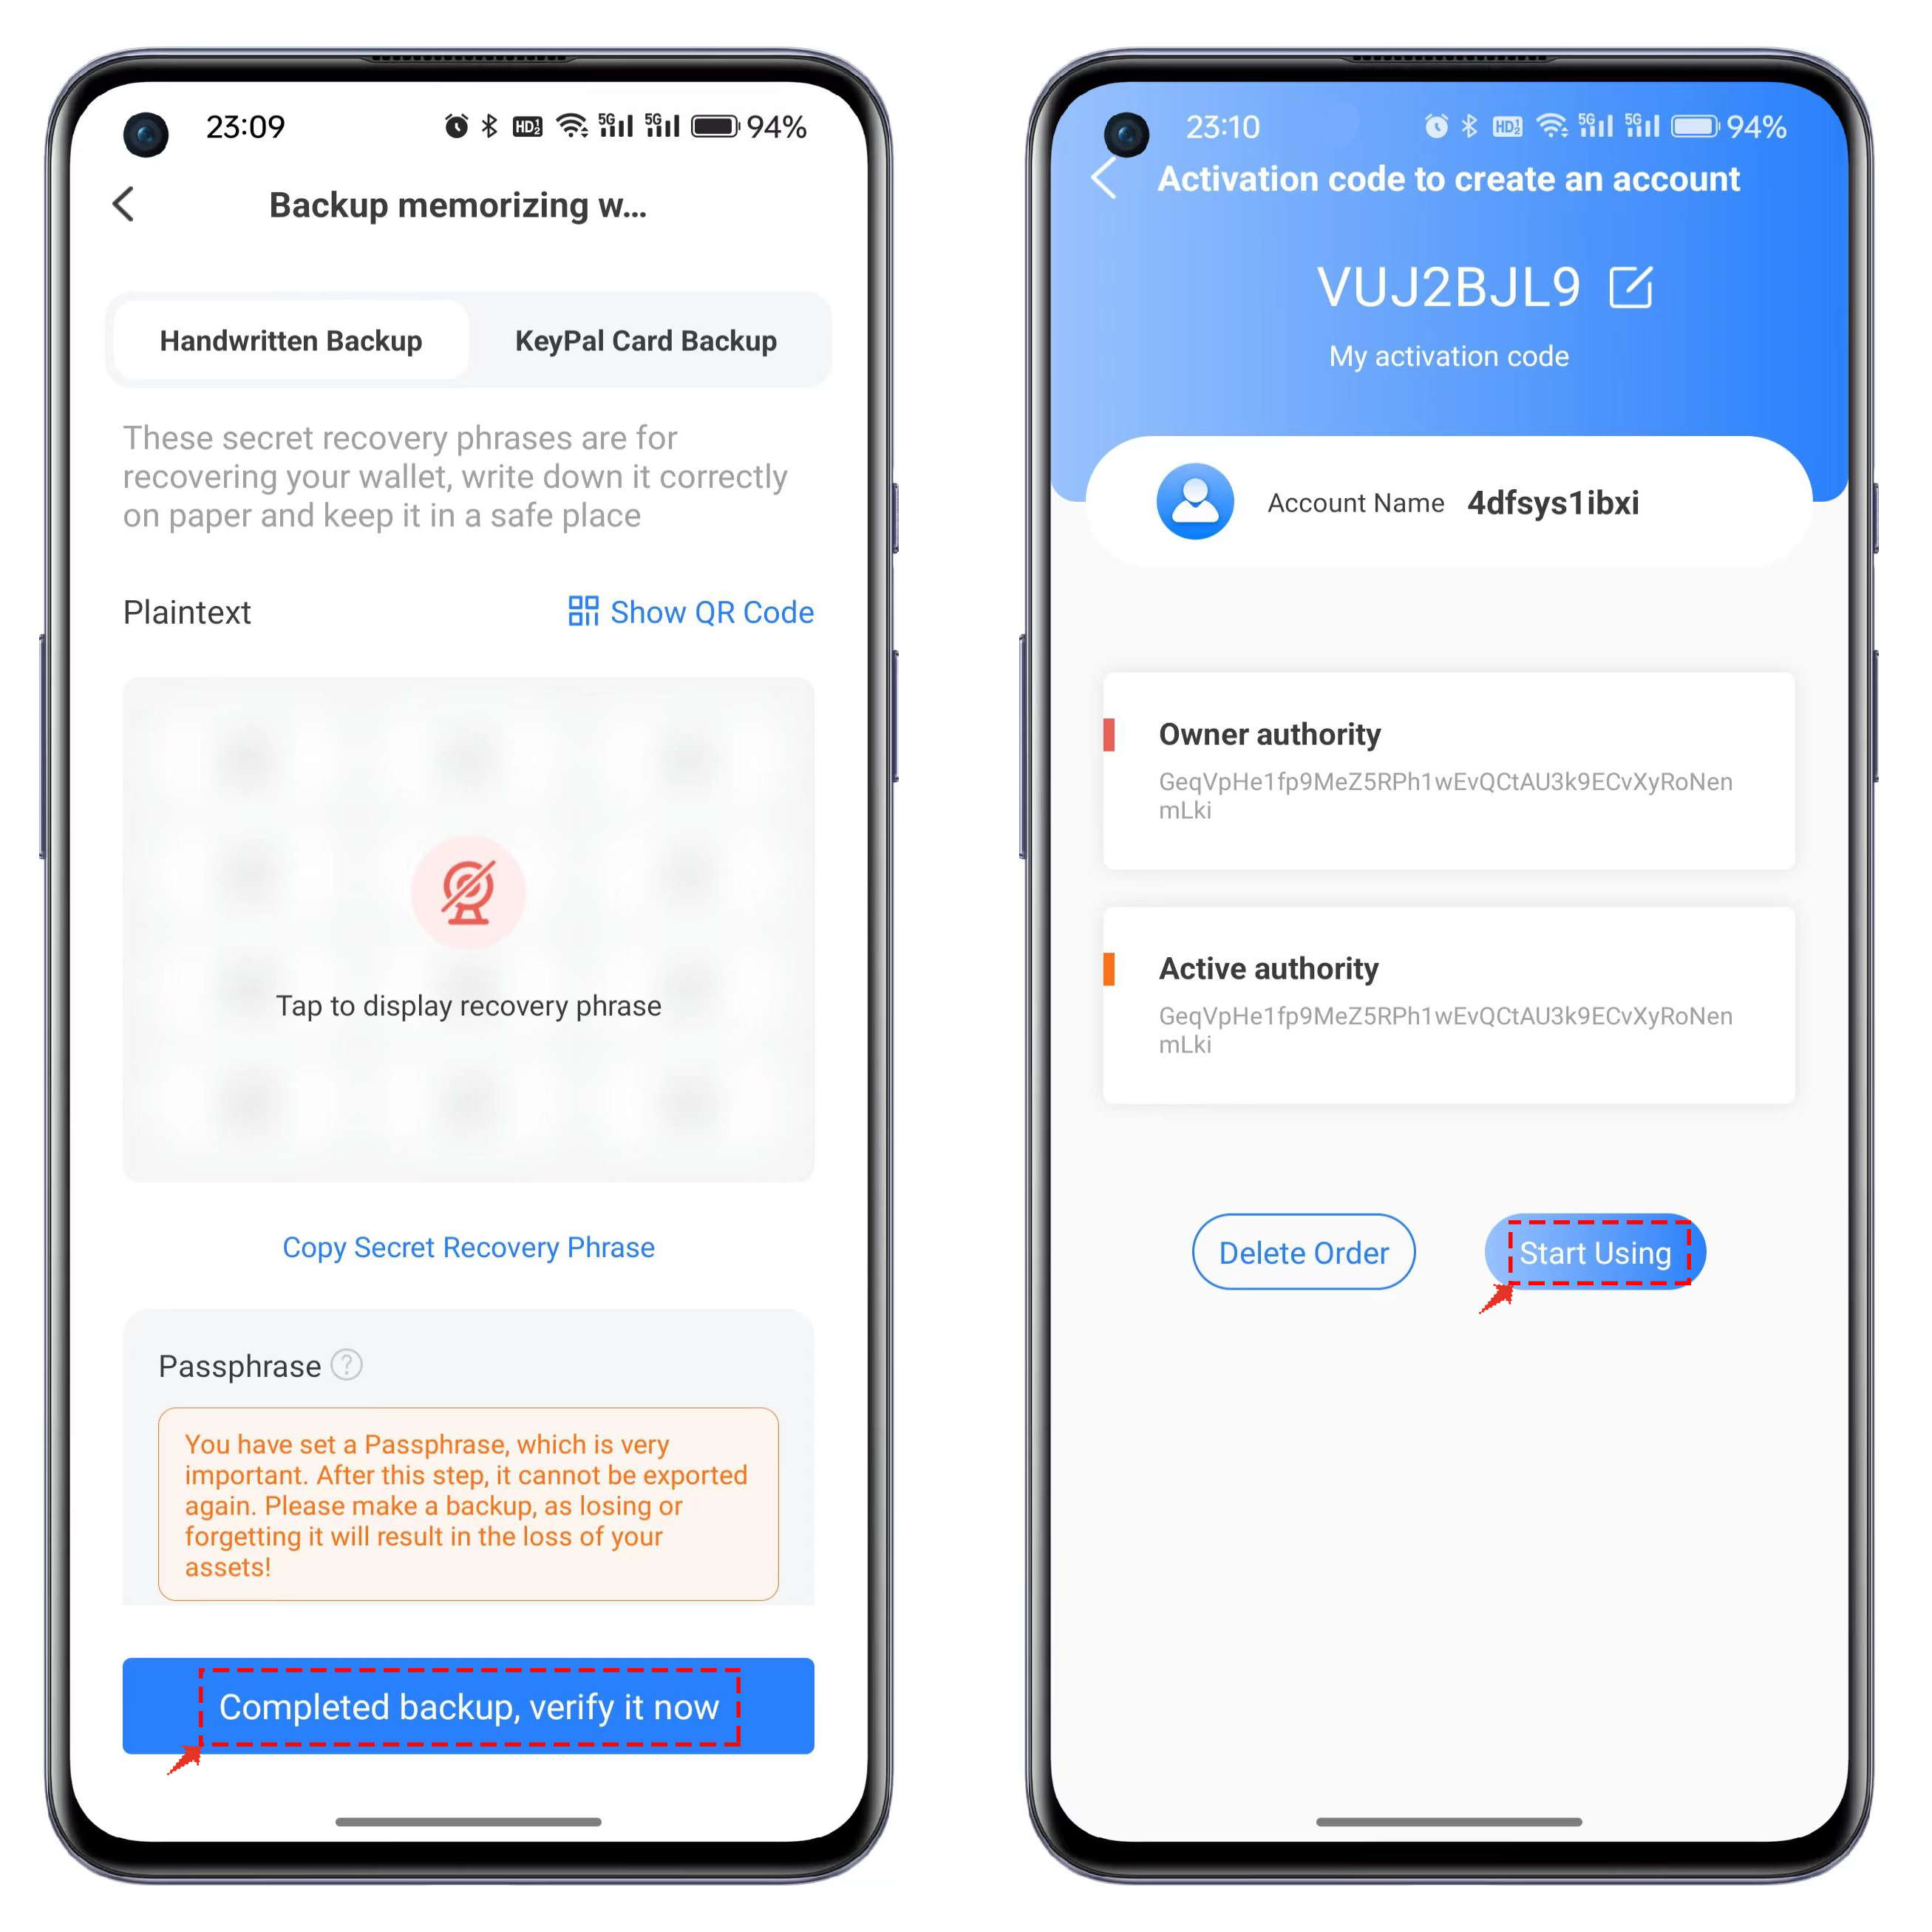 23:09
HD 5G 5G 94%
Backup memorizing w...
Handwritten Backup
KeyPal Card Backup
These secret recovery phrases are for
recovering your wallet, write down it correctly
on paper and keep it in a safe place
Plaintext
Show QR Code
Tap to display recovery phrase
Copy Secret Recovery Phrase
Passphrase ?
You have set a Passphrase, which is very
important. After this step, it cannot be exported
again. Please make a backup, as losing or
forgetting it will result in the loss of your
assets!
Completed backup, verify it now
23:10
HD 5G 5G 94%
Activation code to create an account
VUJ2BJL9
My activation code
Account Name 4dfsys1ibxi
Owner authority
GeqVpHe1fp9MeZ5RPh1wEvQCtAU3k9ECvXyRoNen
mLki
Active authority
GeqVpHe1fp9MeZ5RPh1wEvQCtAU3k9ECvXyRoNen
mLki
Delete Order
Start Using